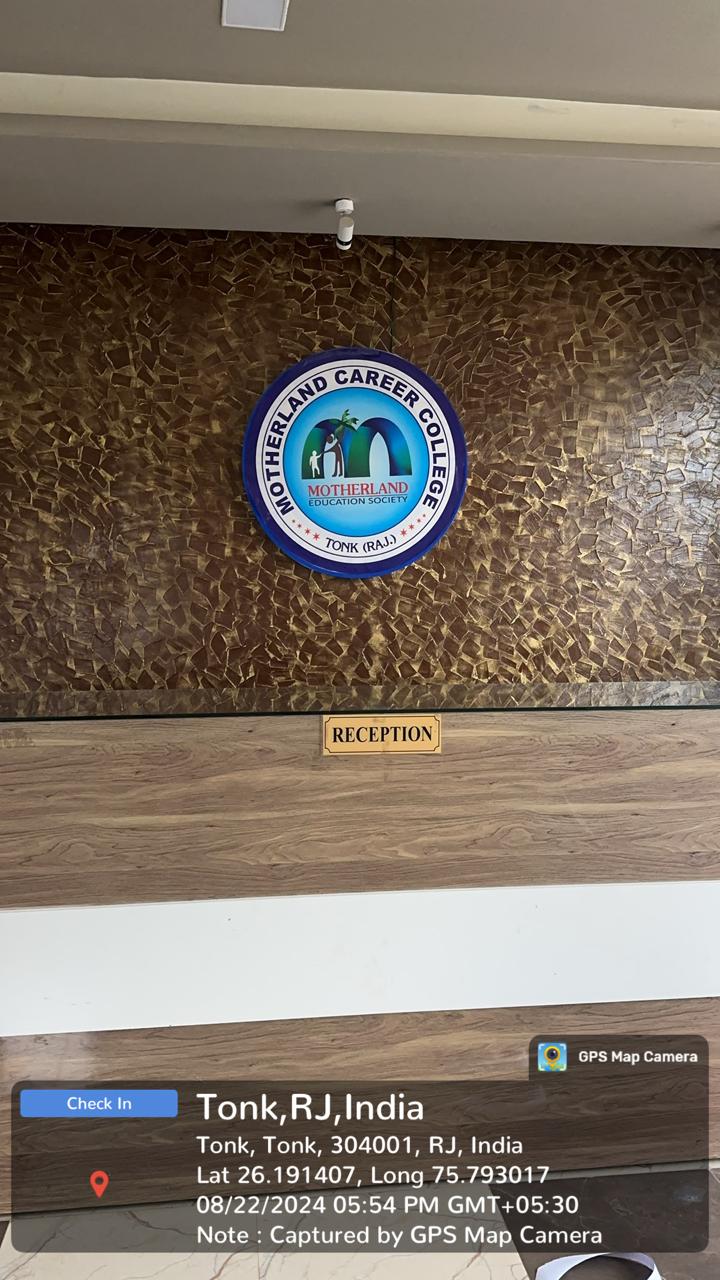 MOTHERLAND CAREER COLLEGE
MOTHERLAND
EDUCATION SOCIETY
TONK (RAJ.)
RECEPTION
GPS Map Camera
Check In
Tonk,RJ,India
Tonk, Tonk, 304001, RJ, India
Lat 26.191407, Long 75.793017
08/22/2024 05:54 PM GMT+05:30
Note : Captured by GPS Map Camera